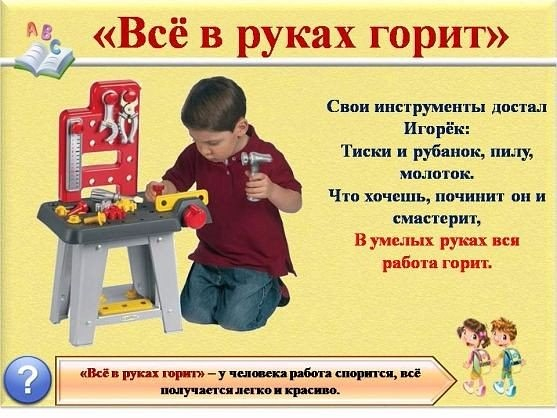 ABC
«Всё в руках горит»
Свои инструменты достал
Игорёк:
Тиски и рубанок, пилу,
молоток.
Что хочешь, починит он и
смастерит,
В умелых руках вся
работа горит.
?
«Всё в руках горит» – у человека работа спорится, всё
получается легко и красиво.